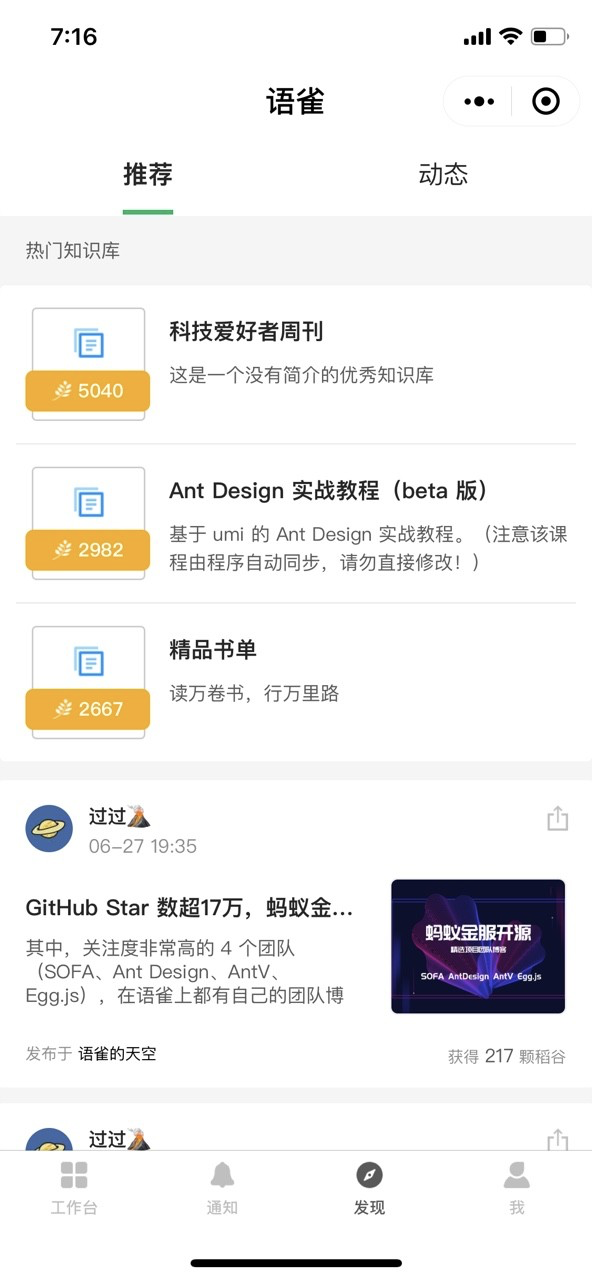 7:16
语雀
推荐
动态
热门知识库
科技爱好者周刊
这是一个没有简介的优秀知识库
5040
Ant Design 实战教程（beta 版）
基于 umi 的 Ant Design 实战教程。（注意该课
程由程序自动同步，请勿直接修改！）
2982
精品书单
读万卷书，行万里路
2667
过过🌋
06-27 19:35
GitHub Star 数超17万，蚂蚁金...
其中，关注度非常高的 4 个团队
（SOFA、Ant Design、AntV、
Egg.js），在语雀上都有自己的团队博
蚂蚁金服开源
精选项目团队博客
SOFA AntDesign AntV Egg.js
发布于 语雀的天空
获得 217 颗稻谷
过过🌋
工作台
通知
发现
我